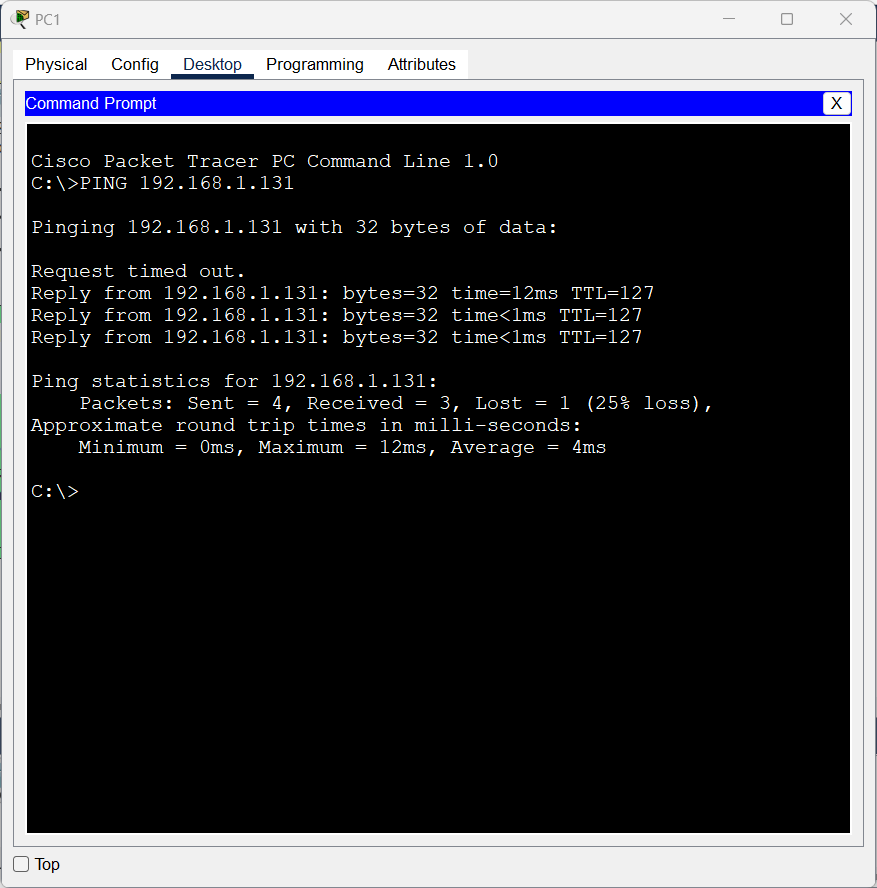 PC1
Physical Config Desktop Programming Attributes
Command Prompt
X
Cisco Packet Tracer PC Command Line 1.0
C:\>PING 192.168.1.131
Pinging 192.168.1.131 with 32 bytes of data:
Request timed out.
Reply from 192.168.1.131: bytes=32 time=12ms TTL=127
Reply from 192.168.1.131: bytes=32 time<1ms TTL=127
Reply from 192.168.1.131: bytes=32 time<1ms TTL=127
Ping statistics for 192.168.1.131:
Packets: Sent = 4, Received = 3, Lost = 1 (25% loss),
Approximate round trip times in milli-seconds:
Minimum = 0ms, Maximum = 12ms, Average = 4ms
C:\>
Top